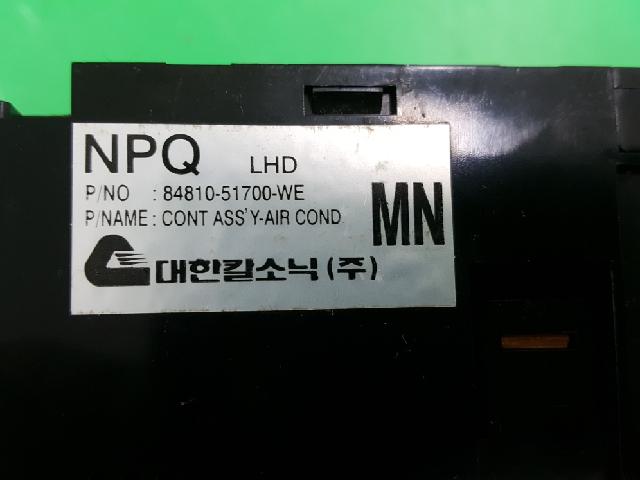 NPQ LHD
P/NO : 84810-51700-WE
P/NAME : CONT ASS'Y-AIR COND
MN
대한칼소닉(주)